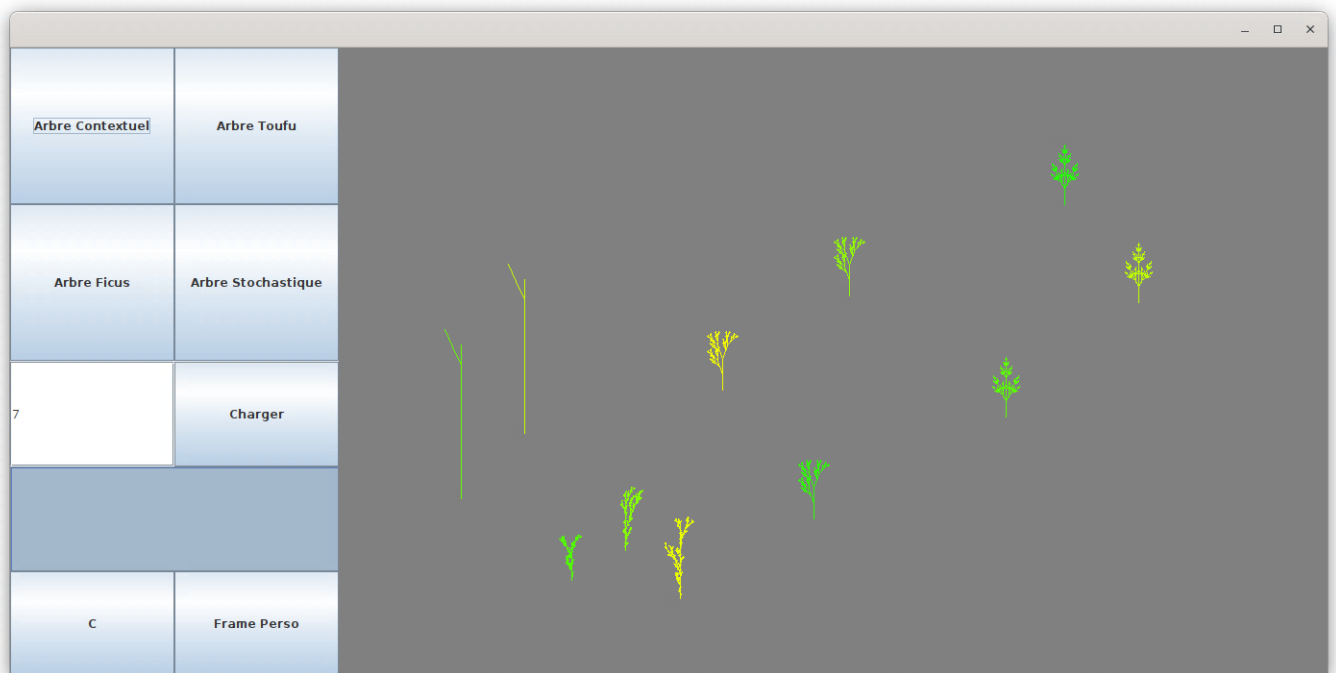 Arbre Contextuel
Arbre Toufu
Arbre Ficus
Arbre Stochastique
7
Charger
C
Frame Perso